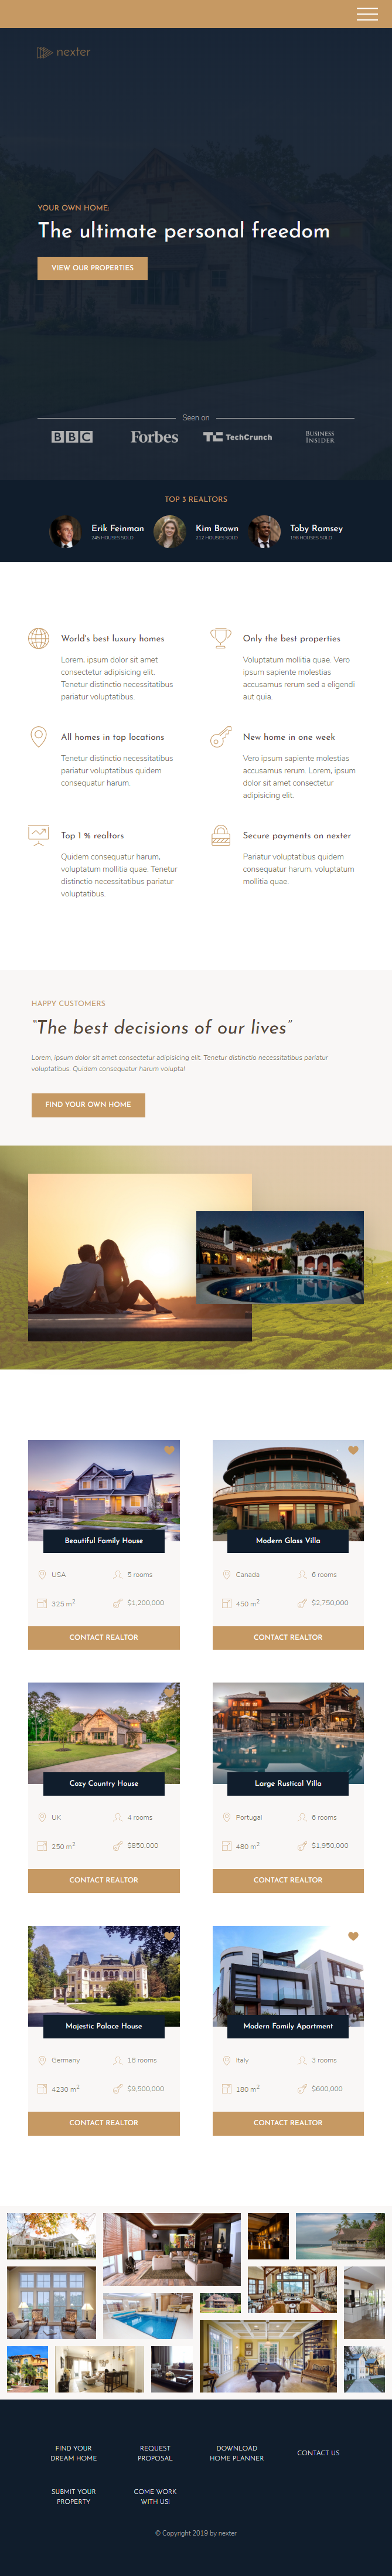 nexter
YOUR OWN HOME:
The ultimate personal freedom
VIEW OUR PROPERTIES
Seen on
BBC
Forbes
TC TechCrunch
BUSINESS
INSIDER
TOP 3 REALTORS
Erik Feinman
245 HOUSES SOLD
Kim Brown
212 HOUSES SOLD
Toby Ramsey
198 HOUSES SOLD
World's best luxury homes
Lorem, ipsum dolor sit amet
consectetur adipisicing elit.
Tenetur distinctio necessitatibus
pariatur voluptatibus.
Only the best properties
Voluptatum mollitia quae. Vero
ipsum sapiente molestias
accusamus rerum sed a eligendi
aut quia.
All homes in top locations
Tenetur distinctio necessitatibus
pariatur voluptatibus quidem
consequatur harum.
New home in one week
Vero ipsum sapiente molestias
accusamus rerum. Lorem, ipsum
dolor sit amet consectetur
adipisicing elit.
Top 1 % realtors
Quidem consequatur harum,
voluptatum mollitia quae. Tenetur
distinctio necessitatibus pariatur
voluptatibus.
Secure payments on nexter
Pariatur voluptatibus quidem
consequatur harum, voluptatum
mollitia quae.
HAPPY CUSTOMERS
“The best decisions of our lives”
Lorem, ipsum dolor sit amet consectetur adipisicing elit. Tenetur distinctio necessitatibus pariatur
voluptatibus. Quidem consequatur harum volupta!
FIND YOUR OWN HOME
Beautiful Family House
USA
5 rooms
325 m²
$1,200,000
CONTACT REALTOR
Modern Glass Villa
Canada
6 rooms
450 m²
$2,750,000
CONTACT REALTOR
Cozy Country House
UK
4 rooms
250 m²
$850,000
CONTACT REALTOR
Large Rustical Villa
Portugal
6 rooms
480 m²
$1,950,000
CONTACT REALTOR
Majestic Palace House
Germany
18 rooms
4230 m²
$9,500,000
CONTACT REALTOR
Modern Family Apartment
Italy
3 rooms
180 m²
$600,000
CONTACT REALTOR
FIND YOUR
DREAM HOME
REQUEST
PROPOSAL
DOWNLOAD
HOME PLANNER
CONTACT US
SUBMIT YOUR
PROPERTY
COME WORK
WITH US!
© Copyright 2019 by nexter